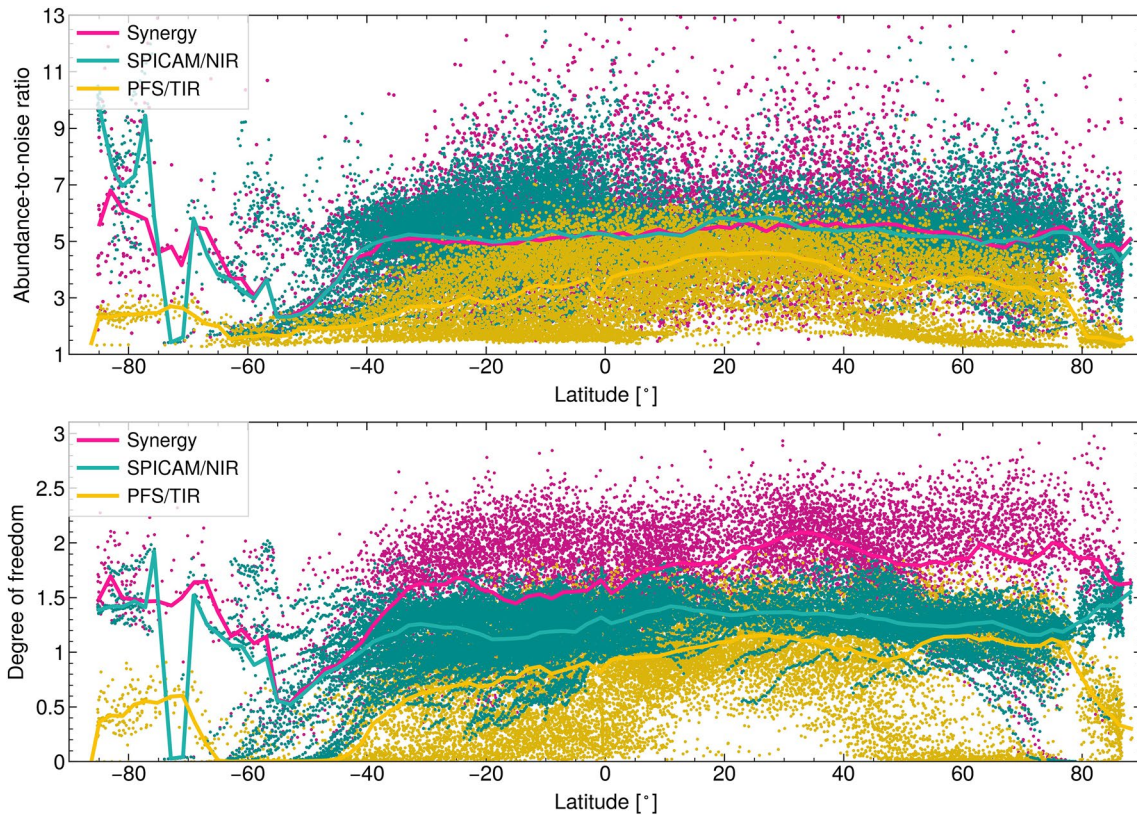 13
11
9
7
5
3
1
Abundance-to-noise ratio
Synergy
SPICAM/NIR
PFS/TIR
−80 −60 −40 −20 0 20 40 60 80
Latitude [°]
3
2.5
2
1.5
1
0.5
0
Degree of freedom
Synergy
SPICAM/NIR
PFS/TIR
−80 −60 −40 −20 0 20 40 60 80
Latitude [°]